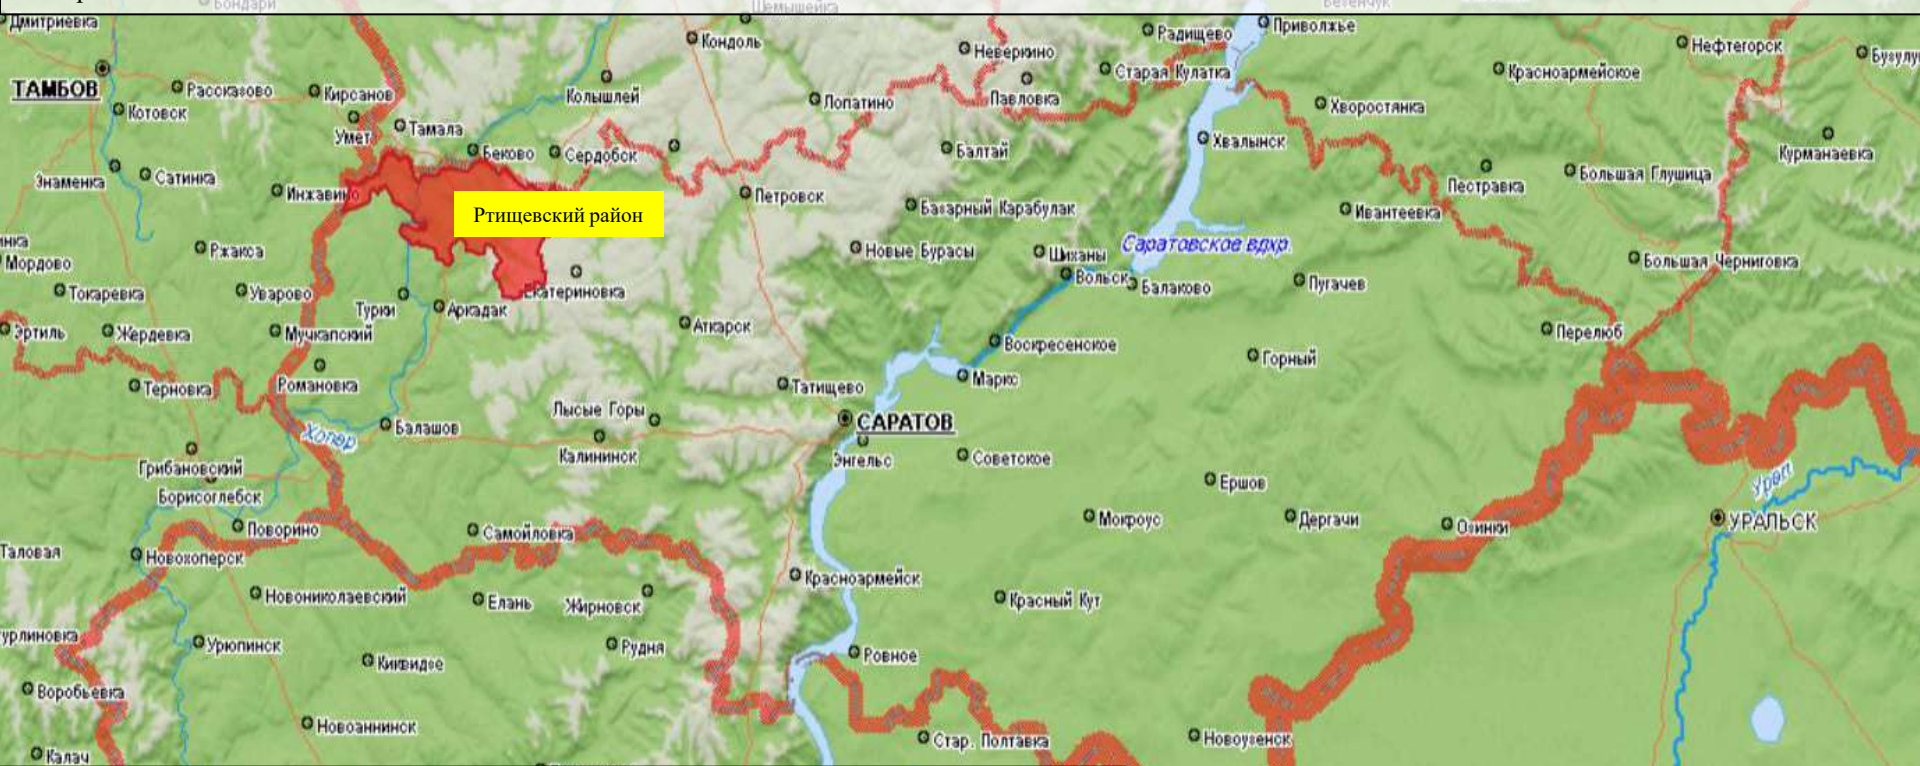 Бондари
Шемышейка
Безенчук
Дмитриевка
Кондоль
Неверкино
Радищево
Приволжье
Нефтегорск
ТАМБОВ
Рассказово
Кирсанов
Колышлей
Лопатино
Павловка
Старая Кулатка
Красноармейское
Хворостянка
Котовск
Умет
Тамала
Беково
Сердобск
Балтай
Хвалынск
Курманаевка
Знаменка
Сатинка
Инжавино
Петровск
Пестравка
Большая Глушица
Ртищевский район
Базарный Карабулак
Ивантеевка
Мордово
Ржакса
Новые Бурасы
Шиханы
Саратовское вдхр.
Большая Черниговка
Токаревка
Уварово
Турки
Аркадак
Екатериновка
Вольск
Балаково
Пугачев
Эртиль
Жердевка
Мучкапский
Аткарск
Воскресенское
Горный
Перелюб
Терновка
Романовка
Татищево
Маркс
Хопер
Балашов
Лысые Горы
Калининск
САРАТОВ
Энгельс
Советское
Грибановский
Борисоглебск
Ершов
Урал
Поворино
Самойловка
Мокроус
Дергачи
Озинки
УРАЛЬСК
Таловая
Новохоперск
Красноармейск
Новониколаевский
Елань
Жирновск
Красный Кут
урлиновка
Урюпинск
Киквидзе
Рудня
Ровное
Воробьевка
Новоаннинск
Стар. Полтавка
Новоузенск
Калач